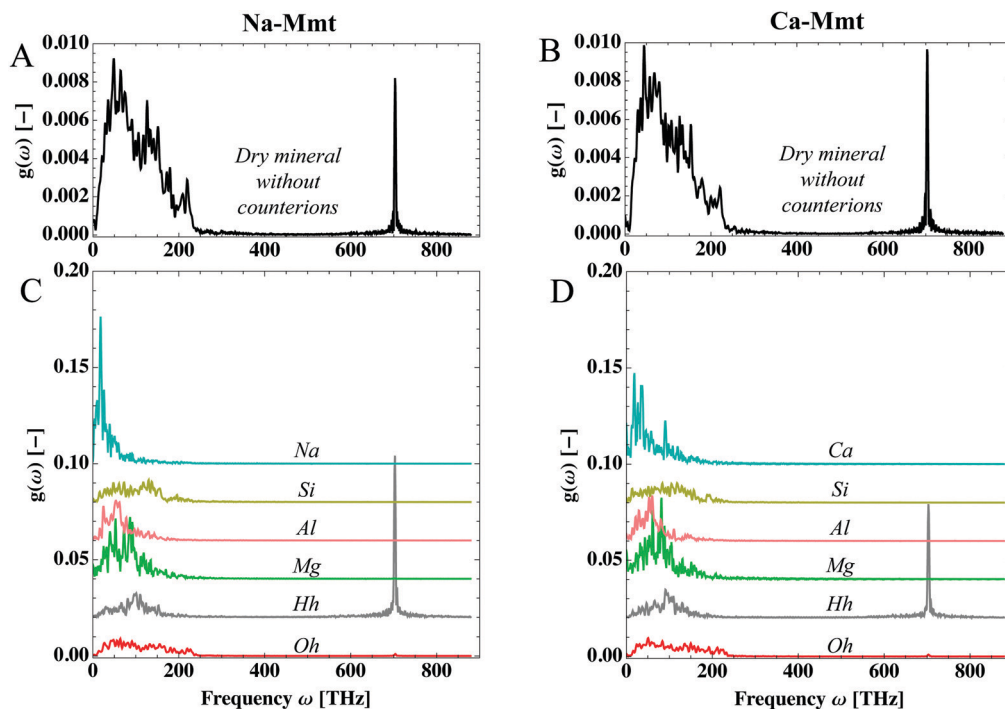 Na-Mmt
Ca-Mmt
A
0.010
0.008
0.006
0.004
0.002
0.000
g(ω) [−]
Dry mineral
without
counterions
0 200 400 600 800
B
0.010
0.008
0.006
0.004
0.002
0.000
g(ω) [−]
Dry mineral
without
counterions
0 200 400 600 800
C
0.20
0.15
0.10
0.05
0.00
g(ω) [−]
Na
Si
Al
Mg
Hh
Oh
0 200 400 600 800
Frequency ω [THz]
D
0.20
0.15
0.10
0.05
0.00
g(ω) [−]
Ca
Si
Al
Mg
Hh
Oh
0 200 400 600 800
Frequency ω [THz]